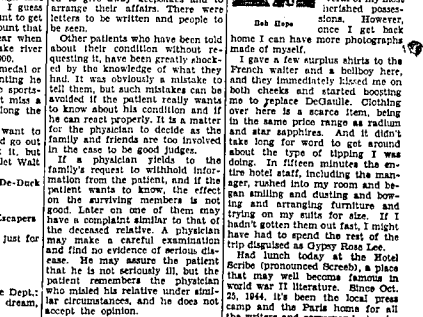 I guess
nt to get
ount that
ear when
ake river
000.
medal or
nting he
e sports-
t miss a
long the
want to
d go out
t it, but
let Walt
De-Duck
Escapers
just for
e Dept.:
dream,
arrange their affairs. There were
letters to be written and people to
be seen.
Other patients who have been told
about their condition without re-
questing it, have been greatly shock-
ed by the knowledge of what they
had. It was obviously a mistake to
tell them, but such mistakes can be
avoided if the patient really wants
to know about his condition and if
he can react properly. It is a matter
for the physician to decide as the
family and friends are too involved
in the case to be good judges.
If a physician yields to the
family's request to withhold infor-
mation from the patient, and if the
patient wants to know, the effect
on the surviving members is not
good. Later on one of them may
have a complaint similar to that of
the deceased relative. A physician
may make a careful examination
and find no evidence of serious dis-
ease. He may assure the patient
that he is not seriously ill, but the
patient remembers the physician
who misled his relative under simi-
lar circumstances, and he does not
accept the opinion.
Bob Hope
cherished posses-
sions. However,
once I get back
home I can have more photographs
made of myself.
I gave a few surplus shirts to the
French waiter and a bellboy here,
and they immediately kissed me on
both cheeks and started boosting
me to replace DeGaulle. Clothing
over here is a scarce item, being
in the same price range as radium
and star sapphires. And it didn't
take long for word to get around
about the type of tipping I was
doing. In fifteen minutes the en-
tire hotel staff, including the man-
ager, rushed into my room and be-
gan smiling and dusting and bow-
ing and arranging furniture and
trying on my suits for size. If I
hadn't gotten them out fast, I might
have had to spend the rest of the
trip disguised as Gypsy Rose Lee.
Had lunch today at the Hotel
Scribe (pronounced Screeb), a place
that may well become famous in
world war II literature. Since Oct.
25, 1944, it's been the local press
camp and the Paris home for all